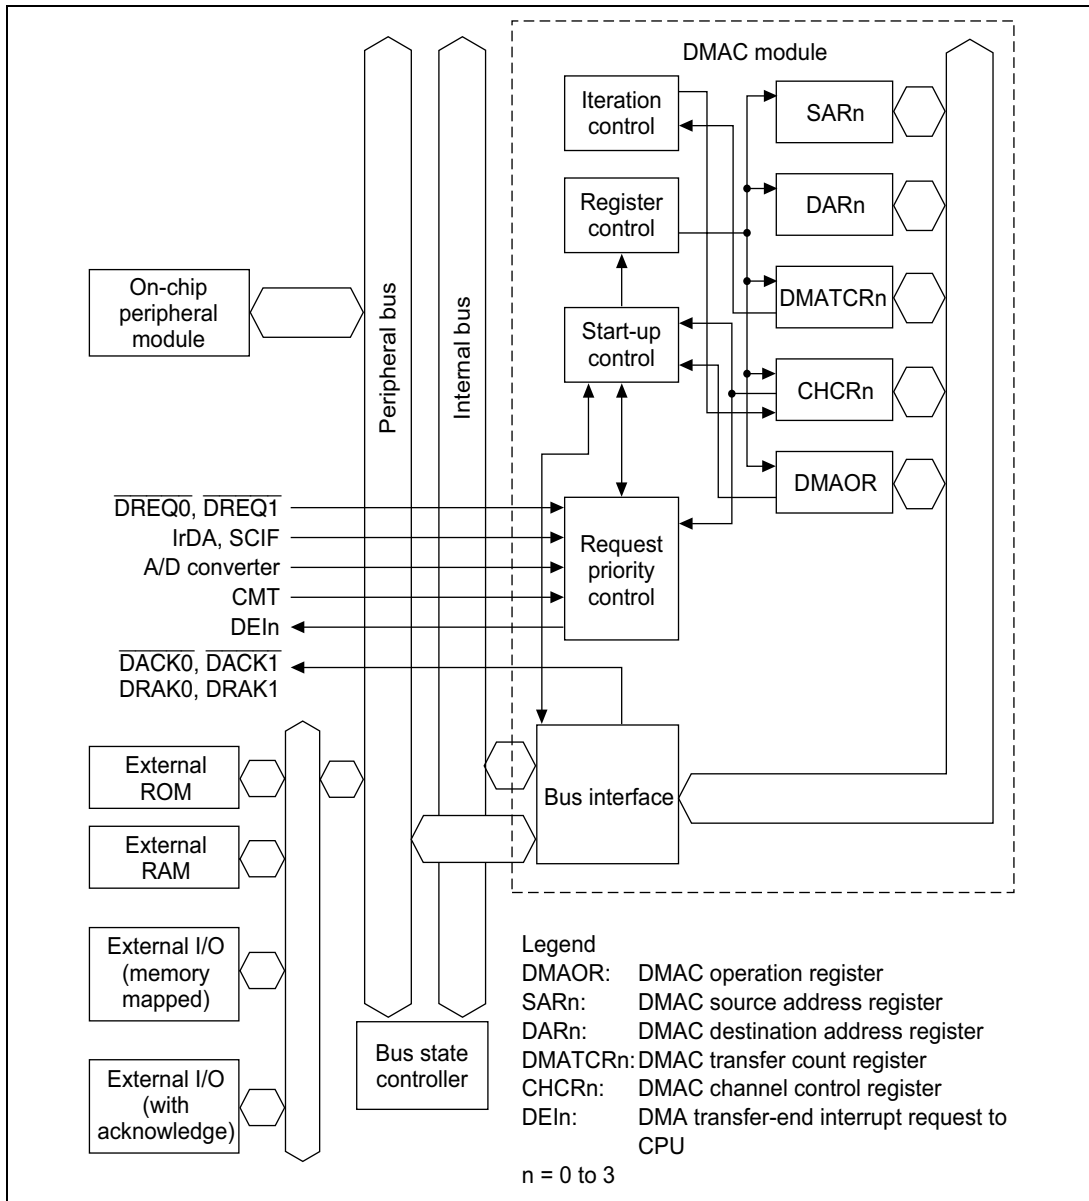 DMAC module
Iteration
control
SARn
Register
control
DARn
On-chip
peripheral
module
Peripheral bus
Internal bus
DMATCRn
Start-up
control
CHCRn
DMAOR
DREQ0, DREQ1
IrDA, SCIF
A/D converter
CMT
DEIn
Request
priority
control
DACK0, DACK1
DRAK0, DRAK1
External
ROM
Bus interface
External
RAM
External I/O
(memory
mapped)
External I/O
(with
acknowledge)
Bus state
controller
Legend
DMAOR: DMAC operation register
SARn: DMAC source address register
DARn: DMAC destination address register
DMATCRn: DMAC transfer count register
CHCRn: DMAC channel control register
DEIn: DMA transfer-end interrupt request to
CPU
n = 0 to 3